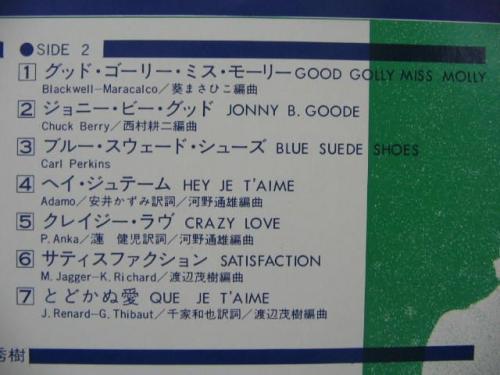 ●SIDE 2
1 グッド・ゴーリー・ミス・モーリー GOOD GOLLY MISS MOLLY
Blackwell-Maracalco/葵まさひこ編曲
2 ジョニー・ビー・グッド JONNY B. GOODE
Chuck Berry/西村耕二編曲
3 ブルー・スウェード・シューズ BLUE SUEDE SHOES
Carl Perkins
4 ヘイ・ジュテーム HEY JE T'AIME
Adamo/安井かずみ訳詞/河野通雄編曲
5 クレイジー・ラヴ CRAZY LOVE
P. Anka/漣 健児訳詞/河野通雄編曲
6 サティスファクション SATISFACTION
M. Jagger-K. Richard/渡辺茂樹編曲
7 とどかぬ愛 QUE JE T'AIME
J. Renard-G. Thibaut/千家和也訳詞/渡辺茂樹編曲
秀樹